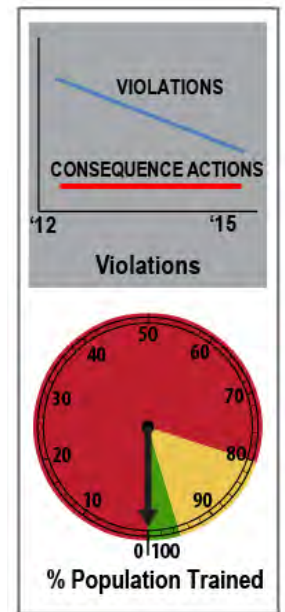 VIOLATIONS
CONSEQUENCE ACTIONS
'12 '15
Violations
50
40 60
30 70
20 80
10 90
0 100
% Population Trained